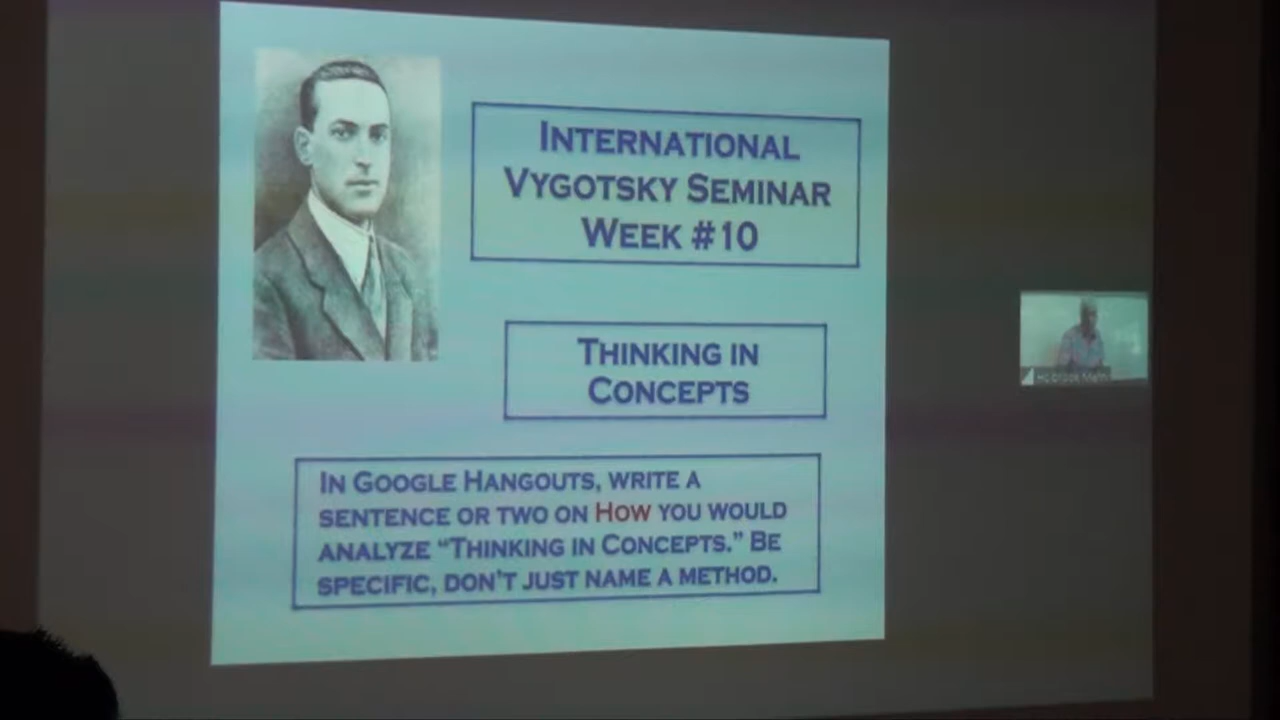 INTERNATIONAL
VYGOTSKY SEMINAR
WEEK #10
THINKING IN
CONCEPTS
IN GOOGLE HANGOUTS, WRITE A
SENTENCE OR TWO ON HOW YOU WOULD
ANALYZE “THINKING IN CONCEPTS.” BE
SPECIFIC, DON'T JUST NAME A METHOD.